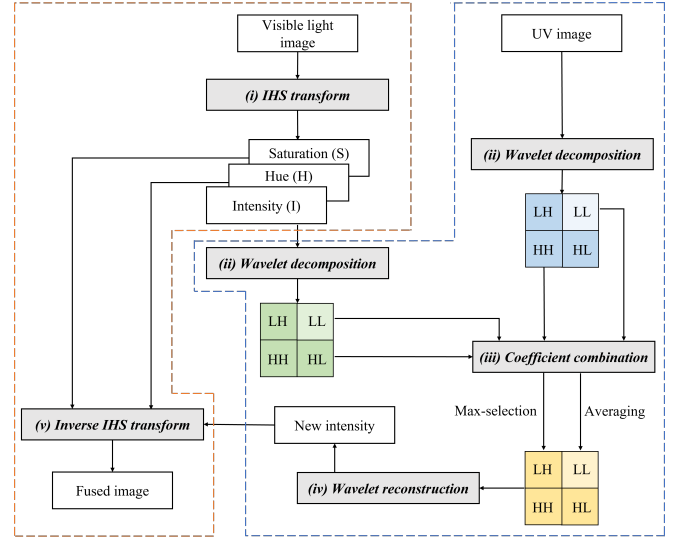 Visible light
image
UV image
(i) IHS transform
Saturation (S)
Hue (H)
Intensity (I)
(ii) Wavelet decomposition
LH LL
HH HL
(ii) Wavelet decomposition
LH LL
HH HL
(iii) Coefficient combination
Max-selection Averaging
LH LL
HH HL
(iv) Wavelet reconstruction
New intensity
(v) Inverse IHS transform
Fused image